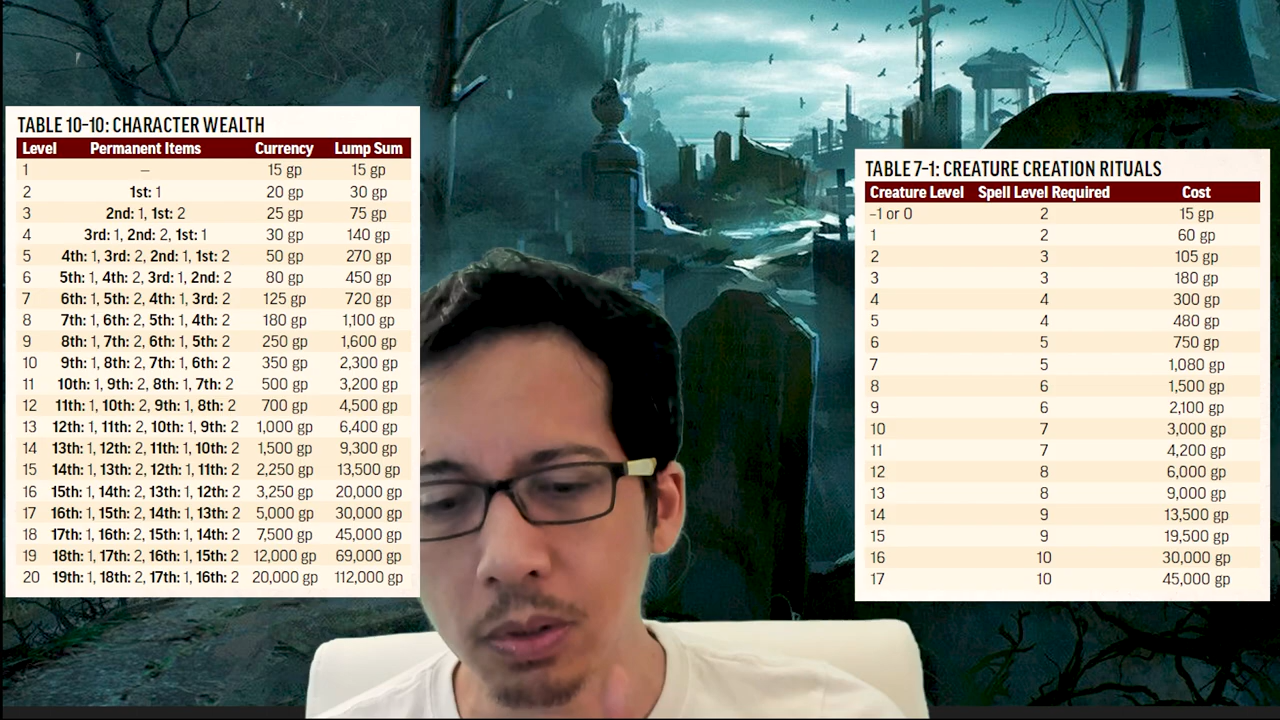 TABLE 10–10: CHARACTER WEALTH
Level Permanent Items Currency Lump Sum
1 — 15 gp 15 gp
2 1st: 1 20 gp 30 gp
3 2nd: 1, 1st: 2 25 gp 75 gp
4 3rd: 1, 2nd: 2, 1st: 1 30 gp 140 gp
5 4th: 1, 3rd: 2, 2nd: 1, 1st: 2 50 gp 270 gp
6 5th: 1, 4th: 2, 3rd: 1, 2nd: 2 80 gp 450 gp
7 6th: 1, 5th: 2, 4th: 1, 3rd: 2 125 gp 720 gp
8 7th: 1, 6th: 2, 5th: 1, 4th: 2 180 gp 1,100 gp
9 8th: 1, 7th: 2, 6th: 1, 5th: 2 250 gp 1,600 gp
10 9th: 1, 8th: 2, 7th: 1, 6th: 2 350 gp 2,300 gp
11 10th: 1, 9th: 2, 8th: 1, 7th: 2 500 gp 3,200 gp
12 11th: 1, 10th: 2, 9th: 1, 8th: 2 700 gp 4,500 gp
13 12th: 1, 11th: 2, 10th: 1, 9th: 2 1,000 gp 6,400 gp
14 13th: 1, 12th: 2, 11th: 1, 10th: 2 1,500 gp 9,300 gp
15 14th: 1, 13th: 2, 12th: 1, 11th: 2 2,250 gp 13,500 gp
16 15th: 1, 14th: 2, 13th: 1, 12th: 2 3,250 gp 20,000 gp
17 16th: 1, 15th: 2, 14th: 1, 13th: 2 5,000 gp 30,000 gp
18 17th: 1, 16th: 2, 15th: 1, 14th: 2 7,500 gp 45,000 gp
19 18th: 1, 17th: 2, 16th: 1, 15th: 2 12,000 gp 69,000 gp
20 19th: 1, 18th: 2, 17th: 1, 16th: 2 20,000 gp 112,000 gp
TABLE 7–1: CREATURE CREATION RITUALS
Creature Level Spell Level Required Cost
–1 or 0 2 15 gp
1 2 60 gp
2 3 105 gp
3 3 180 gp
4 4 300 gp
5 4 480 gp
6 5 750 gp
7 5 1,080 gp
8 6 1,500 gp
9 6 2,100 gp
10 7 3,000 gp
11 7 4,200 gp
12 8 6,000 gp
13 8 9,000 gp
14 9 13,500 gp
15 9 19,500 gp
16 10 30,000 gp
17 10 45,000 gp